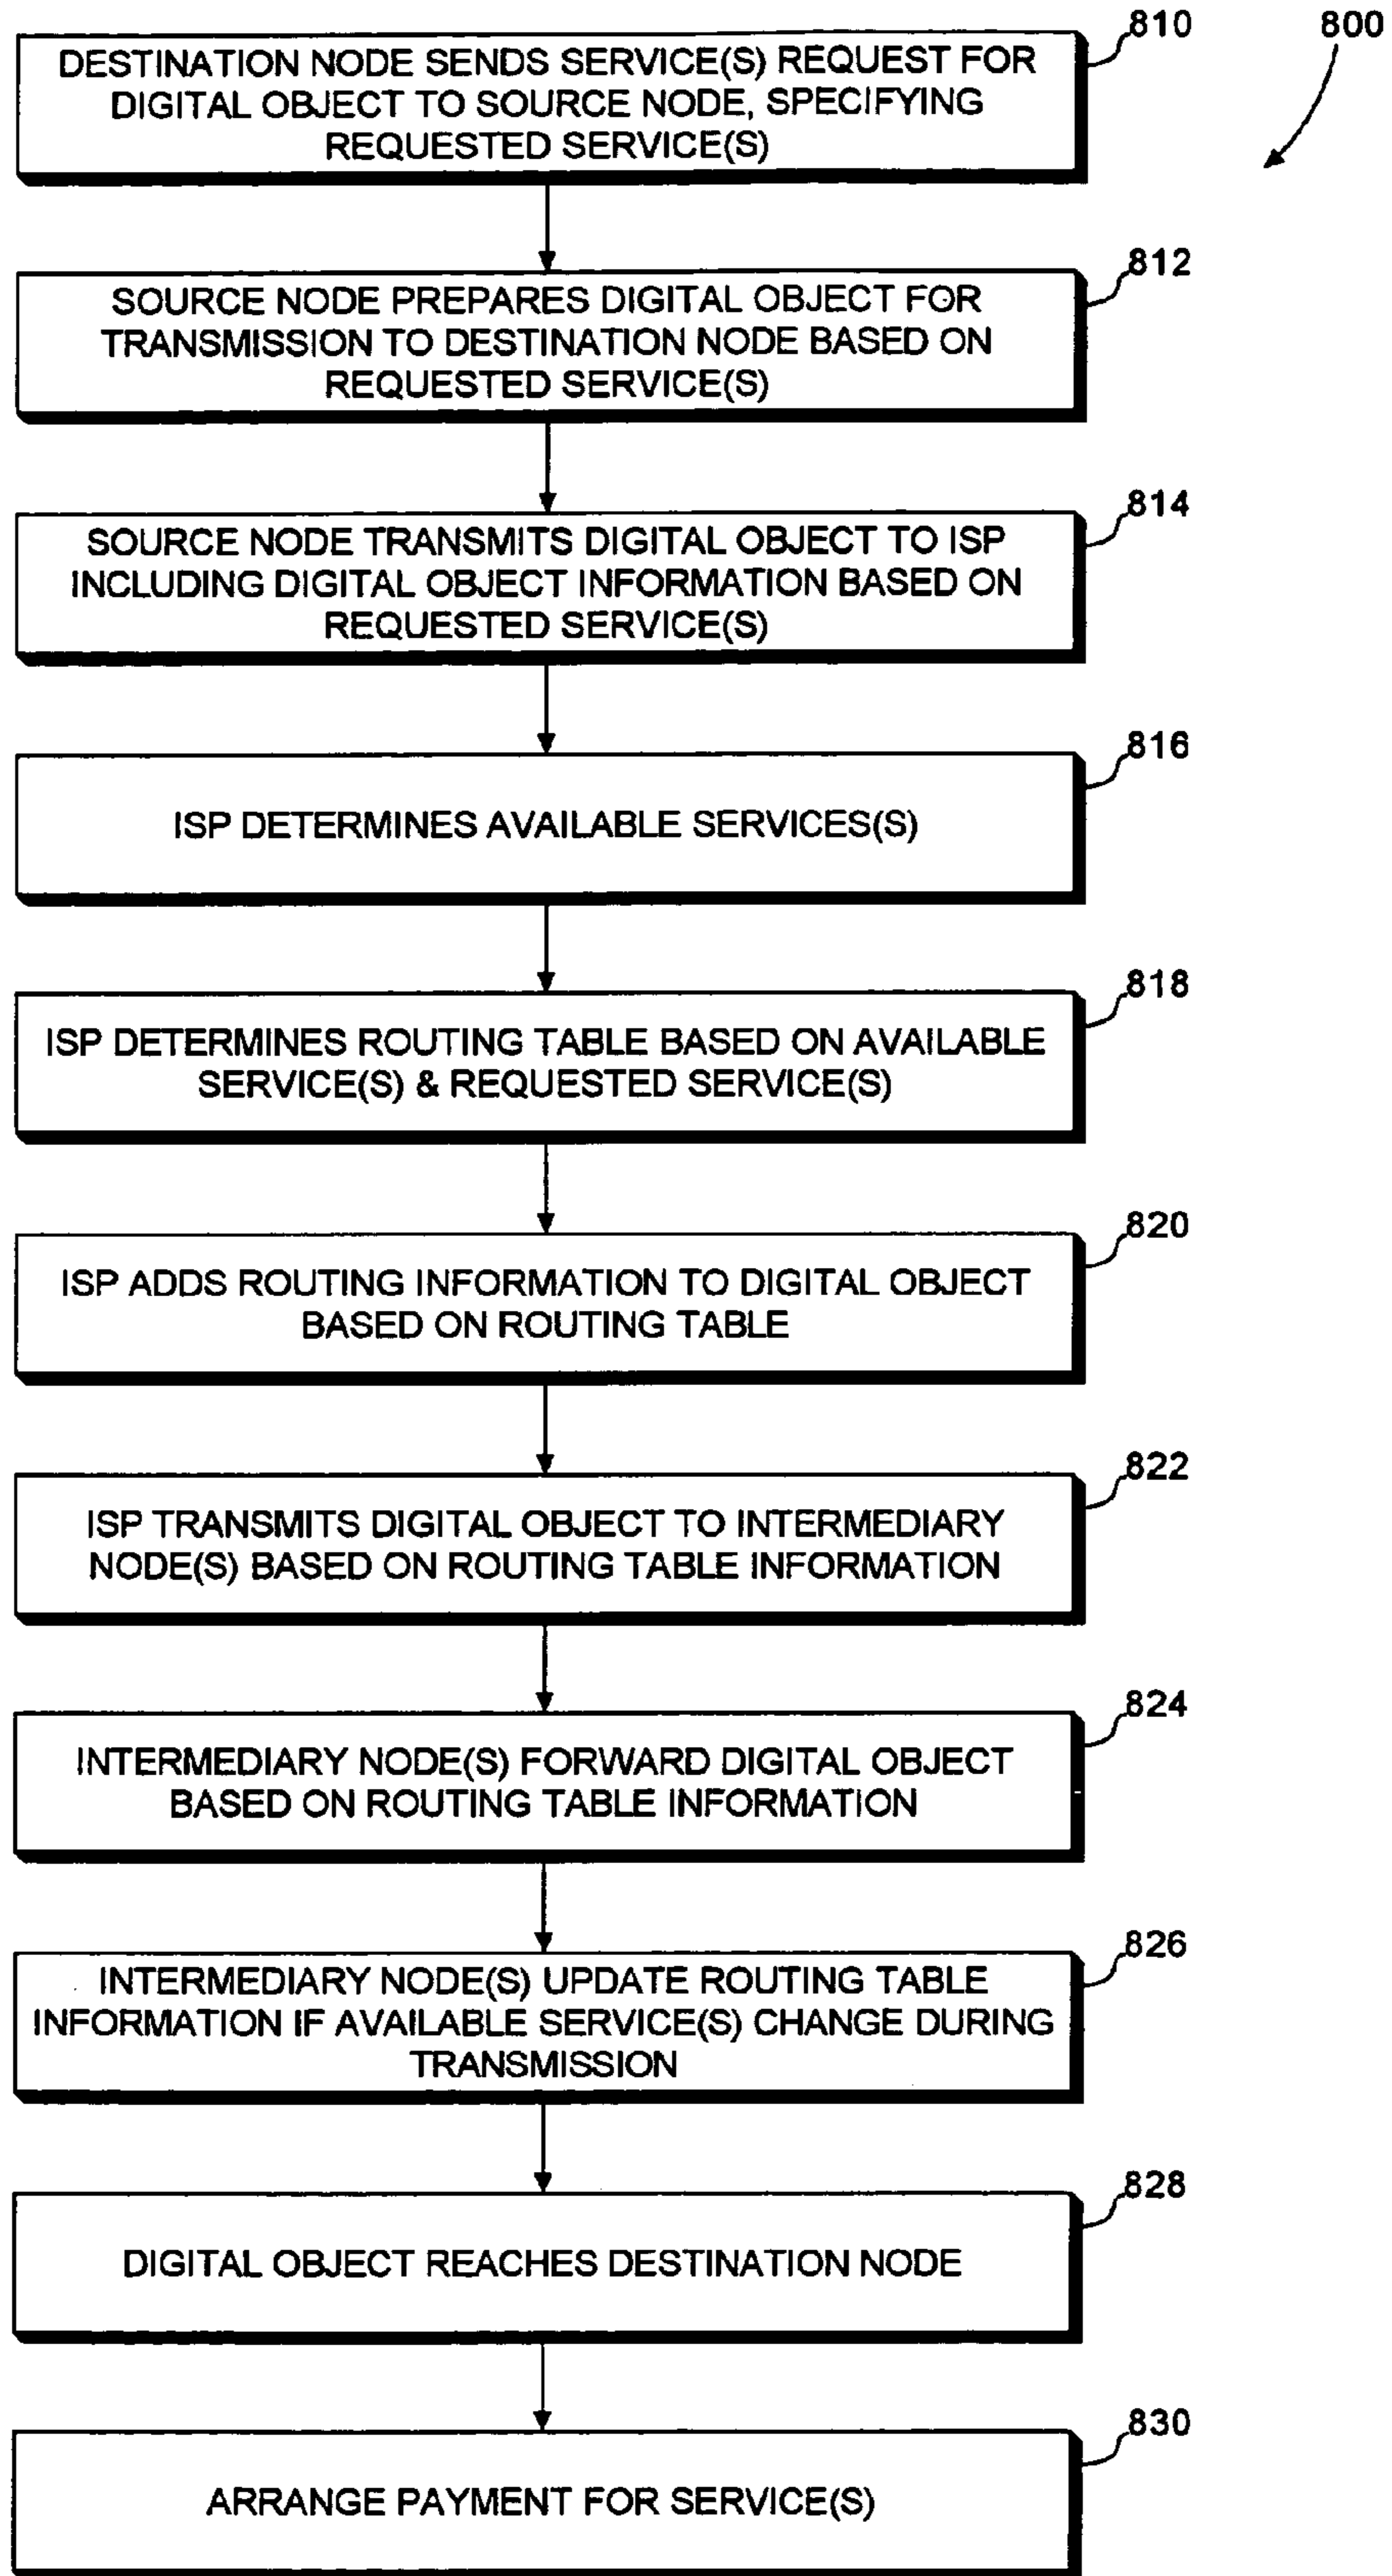 810
800
DESTINATION NODE SENDS SERVICE(S) REQUEST FOR
DIGITAL OBJECT TO SOURCE NODE, SPECIFYING
REQUESTED SERVICE(S)
812
SOURCE NODE PREPARES DIGITAL OBJECT FOR
TRANSMISSION TO DESTINATION NODE BASED ON
REQUESTED SERVICE(S)
814
SOURCE NODE TRANSMITS DIGITAL OBJECT TO ISP
INCLUDING DIGITAL OBJECT INFORMATION BASED ON
REQUESTED SERVICE(S)
816
ISP DETERMINES AVAILABLE SERVICES(S)
818
ISP DETERMINES ROUTING TABLE BASED ON AVAILABLE
SERVICE(S) & REQUESTED SERVICE(S)
820
ISP ADDS ROUTING INFORMATION TO DIGITAL OBJECT
BASED ON ROUTING TABLE
822
ISP TRANSMITS DIGITAL OBJECT TO INTERMEDIARY
NODE(S) BASED ON ROUTING TABLE INFORMATION
824
INTERMEDIARY NODE(S) FORWARD DIGITAL OBJECT
BASED ON ROUTING TABLE INFORMATION
826
INTERMEDIARY NODE(S) UPDATE ROUTING TABLE
INFORMATION IF AVAILABLE SERVICE(S) CHANGE DURING
TRANSMISSION
828
DIGITAL OBJECT REACHES DESTINATION NODE
830
ARRANGE PAYMENT FOR SERVICE(S)